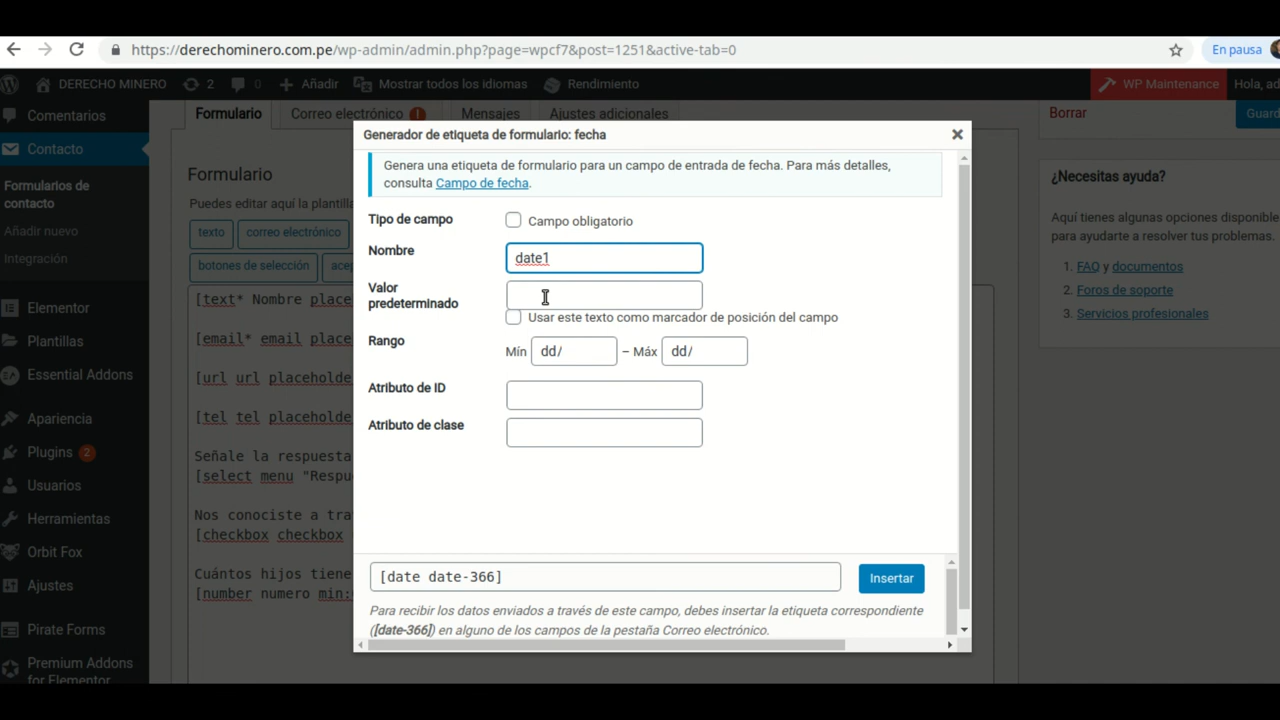 https://derechominero.com.pe/wp-admin/admin.php?page=wpcf7&post=1251&active-tab=0
En pausa
DERECHO MINERO
2
0
Añadir
Mostrar todos los idiomas
Rendimiento
WP Maintenance
Hola, ad
Comentarios
Contacto
Formularios de
contacto
Añadir nuevo
Integración
Elementor
Plantillas
Essential Addons
Apariencia
Plugins 2
Usuarios
Herramientas
Orbit Fox
Ajustes
Pirate Forms
Premium Addons
for Elementor
Formulario
Correo electrónico 1
Mensajes
Ajustes adicionales
Formulario
Puedes editar aquí la plantilla
texto
correo electrónico
botones de selección
ace
[text* Nombre place
[email* email place
[url url placeholde
[tel tel placeholde
Señale la respuesta
[select menu "Respu
Nos conociste a tra
[checkbox checkbox
Cuántos hijos tiene
[number numero min:
Generador de etiqueta de formulario: fecha
Genera una etiqueta de formulario para un campo de entrada de fecha. Para más detalles,
consulta Campo de fecha.
Tipo de campo
Campo obligatorio
Nombre
date1
Valor
predeterminado
Usar este texto como marcador de posición del campo
Rango
Mín dd/ – Máx dd/
Atributo de ID
Atributo de clase
[date date-366]
Insertar
Para recibir los datos enviados a través de este campo, debes insertar la etiqueta correspondiente
([date-366]) en alguno de los campos de la pestaña Correo electrónico.
Borrar
Guard
¿Necesitas ayuda?
Aquí tienes algunas opciones disponible
para ayudarte a resolver tus problemas.
1. FAQ y documentos
2. Foros de soporte
3. Servicios profesionales